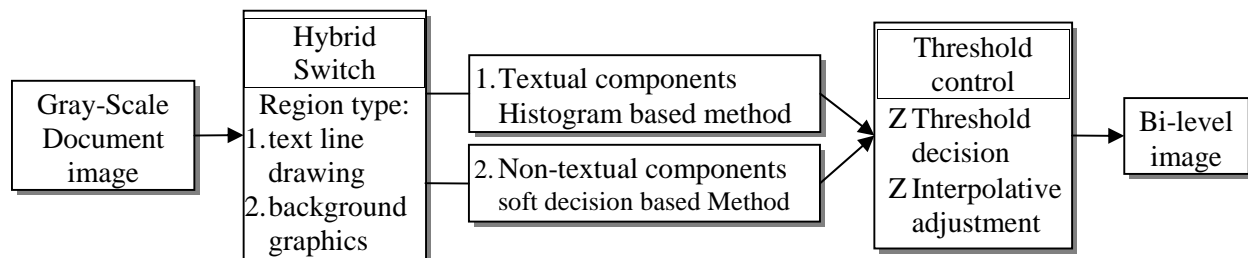 Gray-Scale
Document
image
Hybrid
Switch
Region type:
1.text line
drawing
2.background
graphics
1.Textual components
Histogram based method
2. Non-textual components
soft decision based Method
Threshold
control
Z Threshold
decision
Z Interpolative
adjustment
Bi-level
image